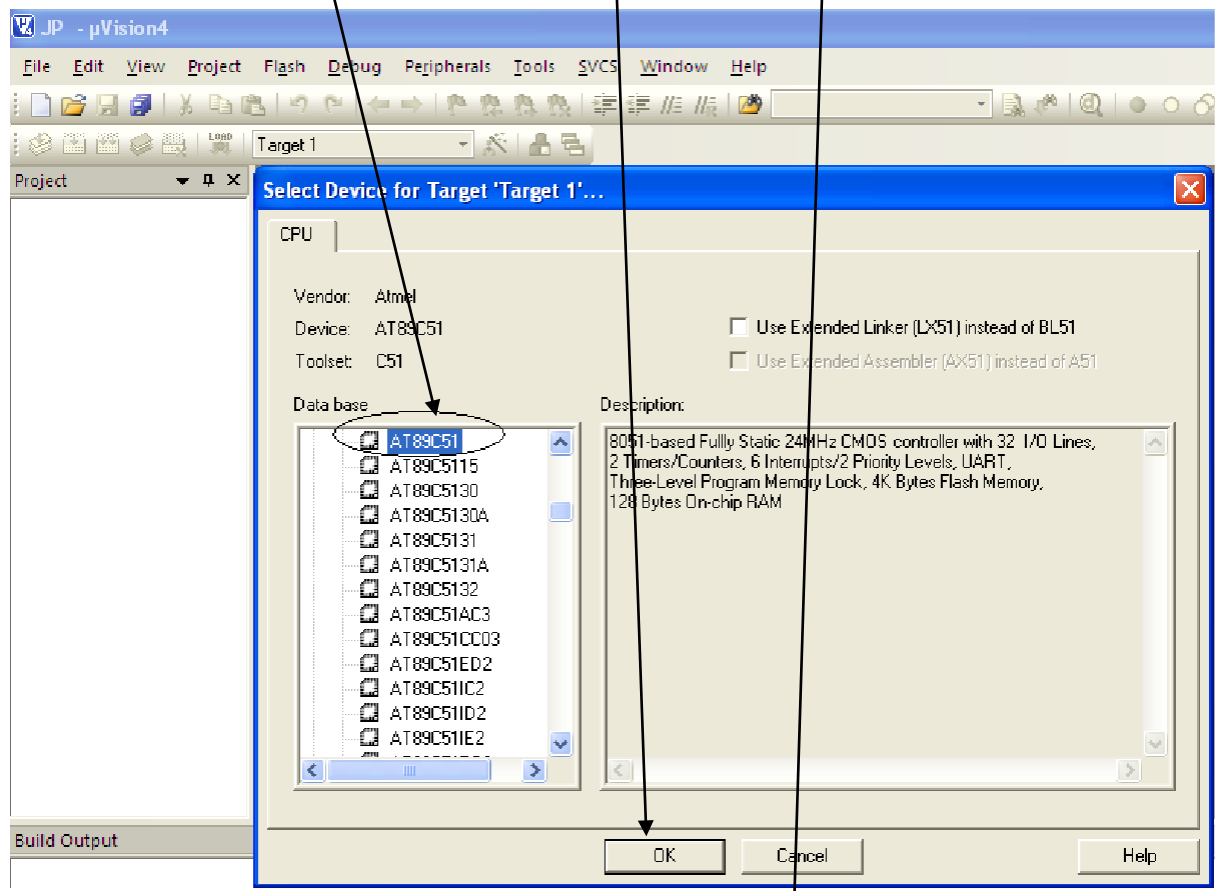 JP - µVision4
File Edit View Project Flash Debug Peripherals Tools SVCS Window Help
LOAD Target 1
Project
Select Device for Target 'Target 1'...
CPU
Vendor: Atmel
Device: AT89C51
Use Extended Linker (LX51) instead of BL51
Toolset: C51
Use Extended Assembler (AX51) instead of A51
Data base
Description:
AT89C51
AT89C5115
AT89C5130
AT89C5130A
AT89C5131
AT89C5131A
AT89C5132
AT89C51AC3
AT89C51CC03
AT89C51ED2
AT89C51IC2
AT89C51ID2
AT89C51IE2
8051-based Fullly Static 24MHz CMOS controller with 32 I/O Lines,
2 Timers/Counters, 6 Interrupts/2 Priority Levels, UART,
Three-Level Program Memory Lock, 4K Bytes Flash Memory,
128 Bytes On-chip RAM
Build Output
OK Cancel Help